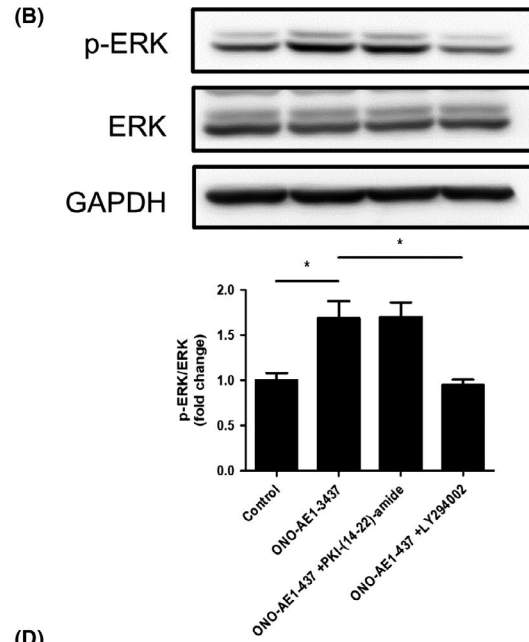 (B)
p-ERK
ERK
GAPDH
*
*
p-ERK/ERK
(fold change)
2.0
1.5
1.0
0.5
0.0
Control
ONO-AE1-3437
ONO-AE1-437 +PKI-(14-22)-amide
ONO-AE1-437 +LY294002
(D)